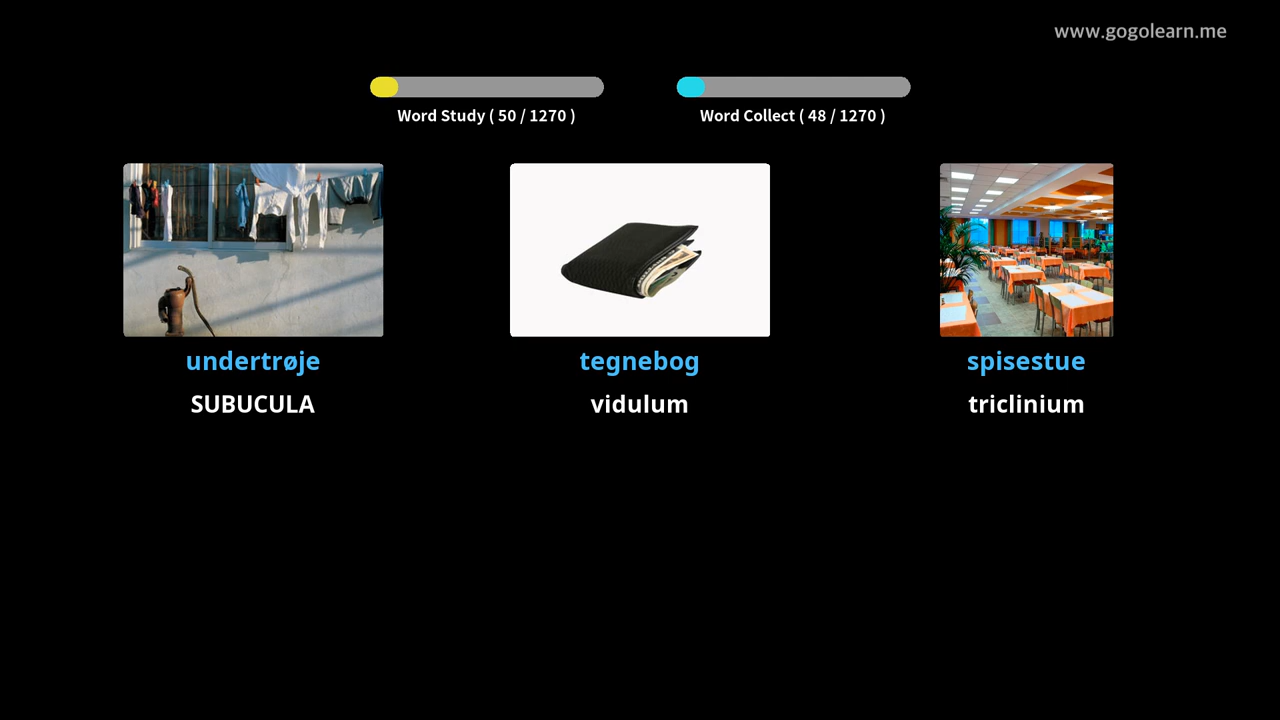 www.gogolearn.me
Word Study ( 50 / 1270 )
Word Collect ( 48 / 1270 )
undertrøje
tegnebog
spisestue
SUBUCULA
vidulum
triclinium